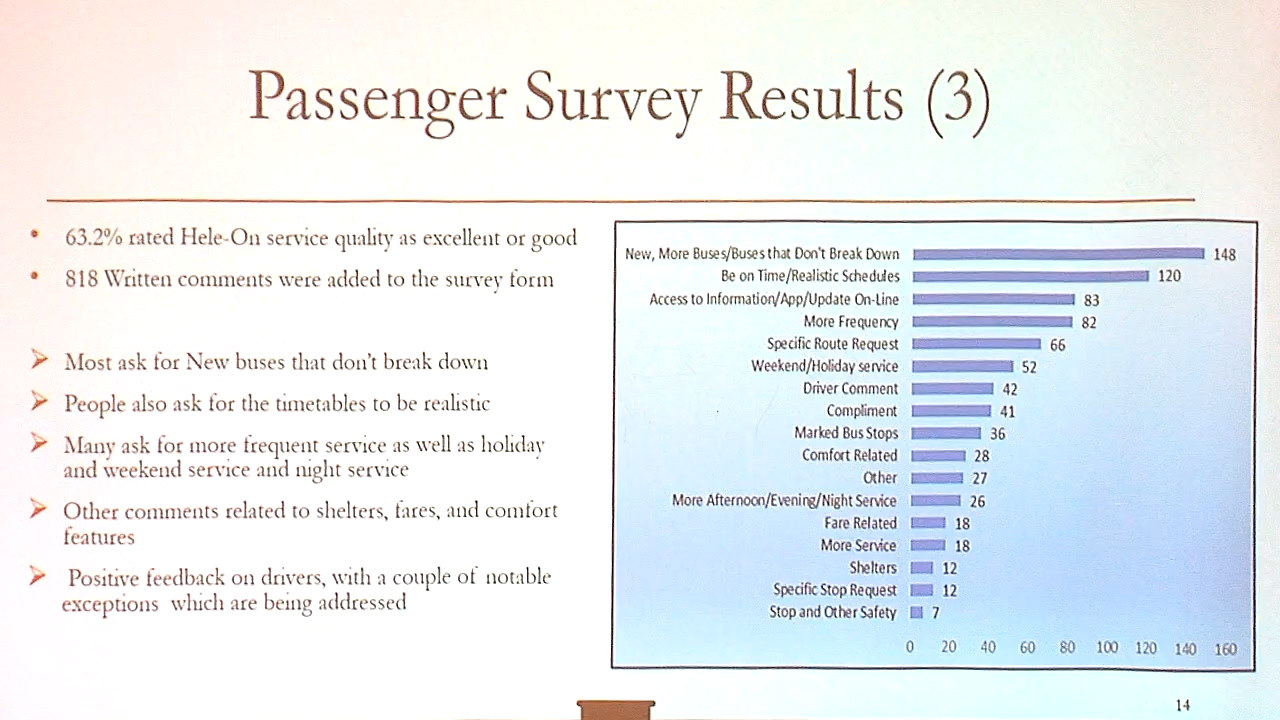 Passenger Survey Results (3)
• 63.2% rated Hele-On service quality as excellent or good
• 818 Written comments were added to the survey form
➤ Most ask for New buses that don't break down
➤ People also ask for the timetables to be realistic
➤ Many ask for more frequent service as well as holiday
and weekend service and night service
➤ Other comments related to shelters, fares, and comfort
features
➤ Positive feedback on drivers, with a couple of notable
exceptions which are being addressed
New, More Buses/Buses that Don't Break Down 148
Be on Time/Realistic Schedules 120
Access to Information/App/Update On-Line 83
More Frequency 82
Specific Route Request 66
Weekend/Holiday service 52
Driver Comment 42
Compliment 41
Marked Bus Stops 36
Comfort Related 28
Other 27
More Afternoon/Evening/Night Service 26
Fare Related 18
More Service 18
Shelters 12
Specific Stop Request 12
Stop and Other Safety 7
0 20 40 60 80 100 120 140 160
14